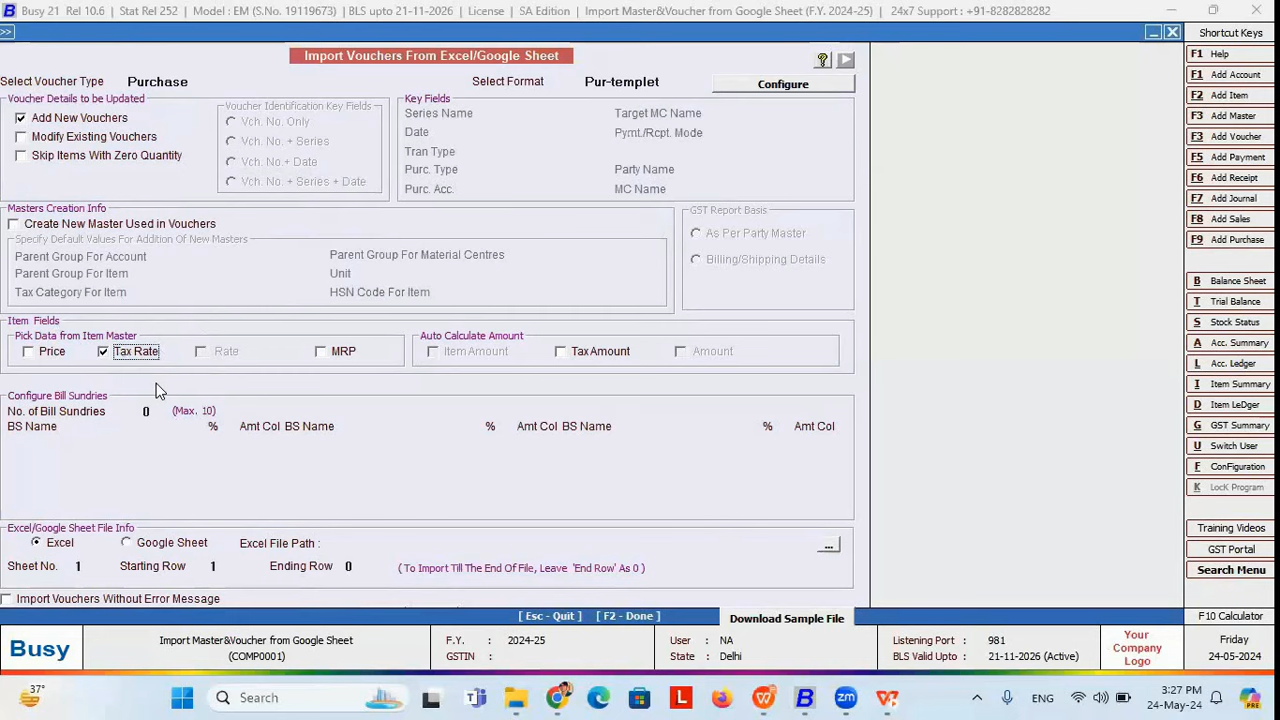 Busy 21 Rel 10.6 | Stat Rel 252 | Model : EM (S.No. 19119673) | BLS upto 21-11-2026 | License | SA Edition | Import Master&Voucher from Google Sheet (F.Y. 2024-25) | 24x7 Support : +91-8282828282
>>
Import Vouchers From Excel/Google Sheet
?
Select Voucher Type Purchase Select Format Pur-templet Configure
Voucher Details to be Updated
Add New Vouchers
Modify Existing Vouchers
Skip Items With Zero Quantity
Voucher Identification Key Fields
Vch. No. Only
Vch. No. + Series
Vch. No.+ Date
Vch. No. + Series + Date
Key Fields
Series Name Target MC Name
Date Pymt./Rcpt. Mode
Tran Type
Purc. Type Party Name
Purc. Acc. MC Name
Masters Creation Info
Create New Master Used in Vouchers
Specify Default Values For Addition Of New Masters
Parent Group For Account Parent Group For Material Centres
Parent Group For Item Unit
Tax Category For Item HSN Code For Item
GST Report Basis
As Per Party Master
Billing/Shipping Details
Item Fields
Pick Data from Item Master
Price Tax Rate Rate MRP
Auto Calculate Amount
Item Amount Tax Amount Amount
Configure Bill Sundries
No. of Bill Sundries 0 (Max. 10)
BS Name % Amt Col BS Name % Amt Col BS Name % Amt Col
Excel/Google Sheet File Info
Excel Google Sheet Excel File Path : ...
Sheet No. 1 Starting Row 1 Ending Row 0 ( To Import Till The End Of File, Leave 'End Row' As 0 )
Import Vouchers Without Error Message
[ Esc - Quit ] [ F2 - Done ] Download Sample File
Shortcut Keys
F1 Help
F1 Add Account
F2 Add Item
F3 Add Master
F3 Add Voucher
F5 Add Payment
F6 Add Receipt
F7 Add Journal
F8 Add Sales
F9 Add Purchase
B Balance Sheet
T Trial Balance
S Stock Status
A Acc. Summary
L Acc. Ledger
I Item Summary
D Item LeDger
G GST Summary
U Switch User
F ConFiguration
K LocK Program
Training Videos
GST Portal
Search Menu
F10 Calculator
Busy
Import Master&Voucher from Google Sheet
(COMP0001)
F.Y. : 2024-25
GSTIN :
User : NA
State : Delhi
Listening Port : 981
BLS Valid Upto : 21-11-2026 (Active)
Your
Company
Logo
Friday
24-05-2024
37°
Search
L
B
zm
ENG
3:27 PM
24-May-24
PRE